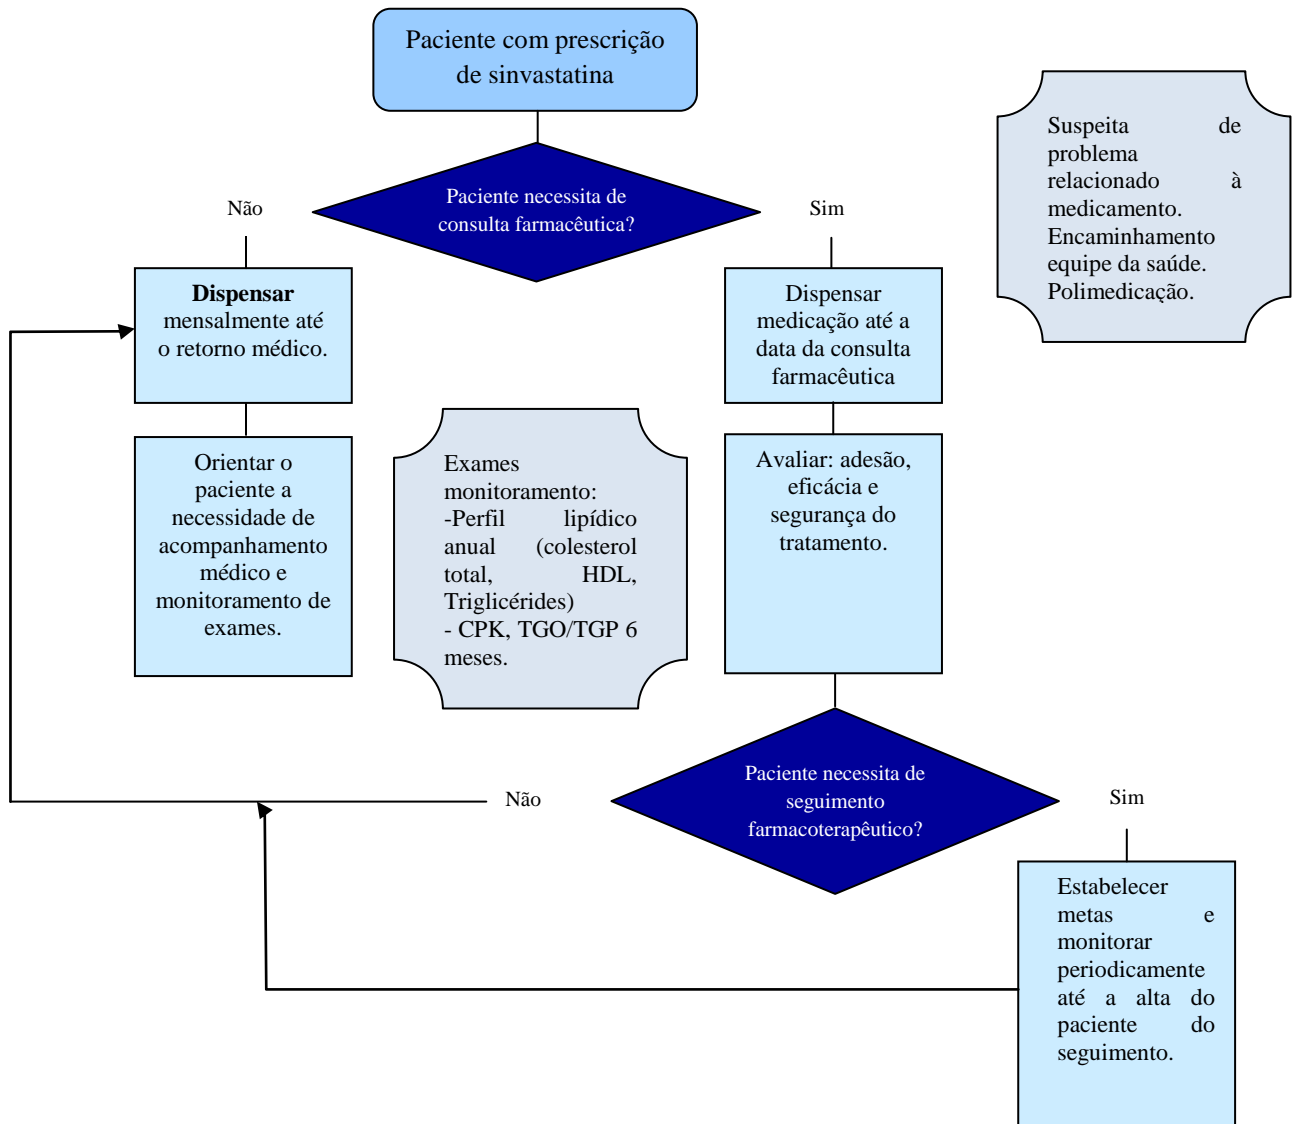 Paciente com prescrição
de sinvastatina
Suspeita de
problema
relacionado à
medicamento.
Encaminhamento
equipe da saúde.
Polimedicação.
Paciente necessita de
consulta farmacêutica?
Não
Sim
Dispensar
mensalmente até
o retorno médico.
Dispensar
medicação até a
data da consulta
farmacêutica
Orientar o
paciente a
necessidade de
acompanhamento
médico e
monitoramento de
exames.
Exames
monitoramento:
-Perfil lipídico
anual (colesterol
total, HDL,
Triglicérides)
- CPK, TGO/TGP 6
meses.
Avaliar: adesão,
eficácia e
segurança do
tratamento.
Paciente necessita de
seguimento
farmacoterapêutico?
Não
Sim
Estabelecer
metas e
monitorar
periodicamente
até a alta do
paciente do
seguimento.